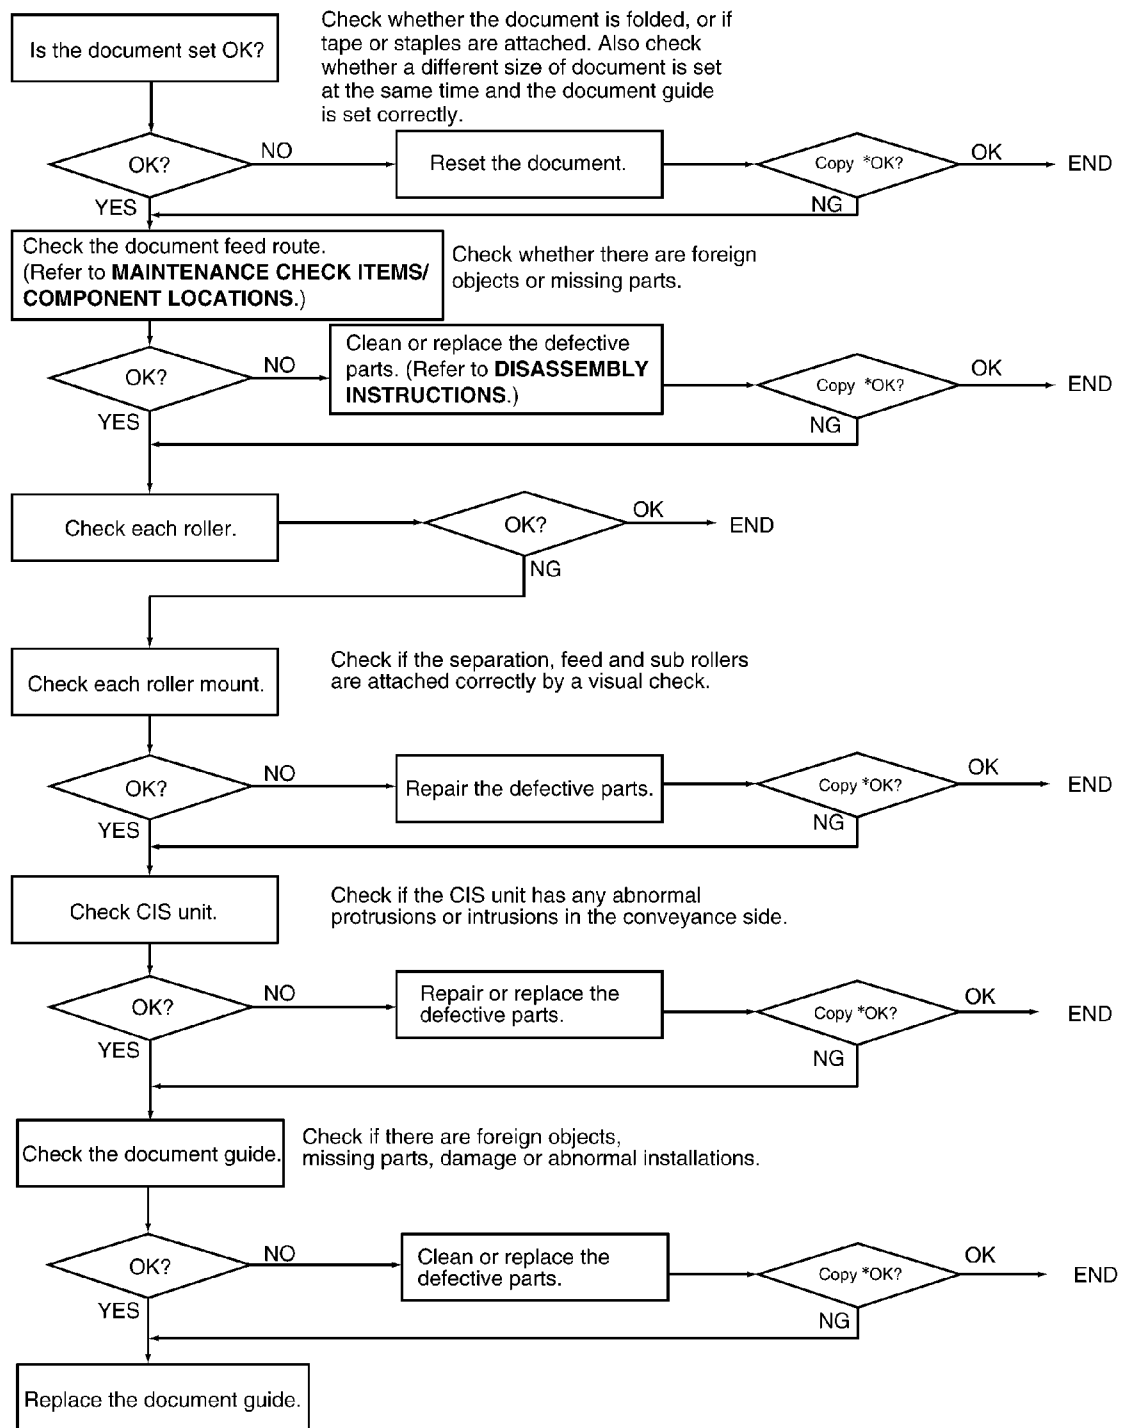 Check whether the document is folded, or if
tape or staples are attached. Also check
whether a different size of document is set
at the same time and the document guide
is set correctly.
Is the document set OK?
OK?
NO
Reset the document.
Copy *OK?
OK
END
YES
NG
Check the document feed route.
(Refer to MAINTENANCE CHECK ITEMS/
COMPONENT LOCATIONS.)
Check whether there are foreign
objects or missing parts.
OK?
NO
Clean or replace the defective
parts. (Refer to DISASSEMBLY
INSTRUCTIONS.)
Copy *OK?
OK
END
YES
NG
Check each roller.
OK?
OK
END
NG
Check each roller mount.
Check if the separation, feed and sub rollers
are attached correctly by a visual check.
OK?
NO
Repair the defective parts.
Copy *OK?
OK
END
YES
NG
Check CIS unit.
Check if the CIS unit has any abnormal
protrusions or intrusions in the conveyance side.
OK?
NO
Repair or replace the
defective parts.
Copy *OK?
OK
END
YES
NG
Check the document guide.
Check if there are foreign objects,
missing parts, damage or abnormal installations.
OK?
NO
Clean or replace the
defective parts.
Copy *OK?
OK
END
YES
NG
Replace the document guide.